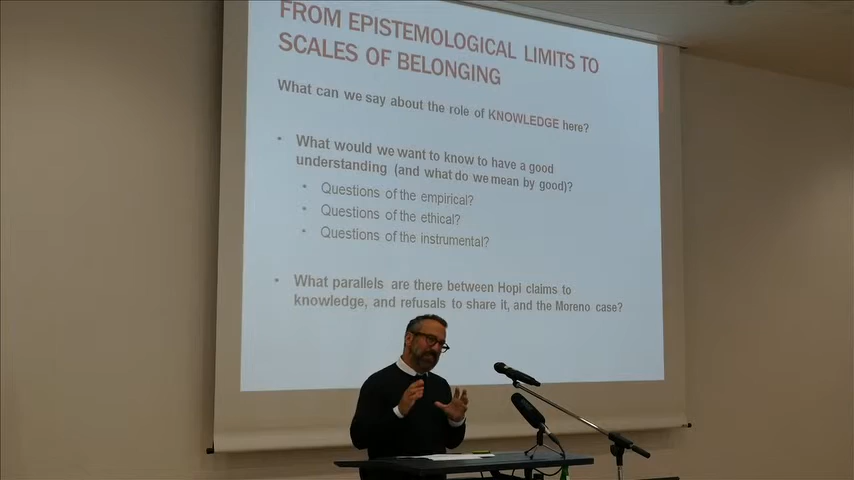 FROM EPISTEMOLOGICAL LIMITS TO
SCALES OF BELONGING
What can we say about the role of KNOWLEDGE here?
• What would we want to know to have a good
understanding (and what do we mean by good)?
• Questions of the empirical?
• Questions of the ethical?
• Questions of the instrumental?
• What parallels are there between Hopi claims to
knowledge, and refusals to share it, and the Moreno case?